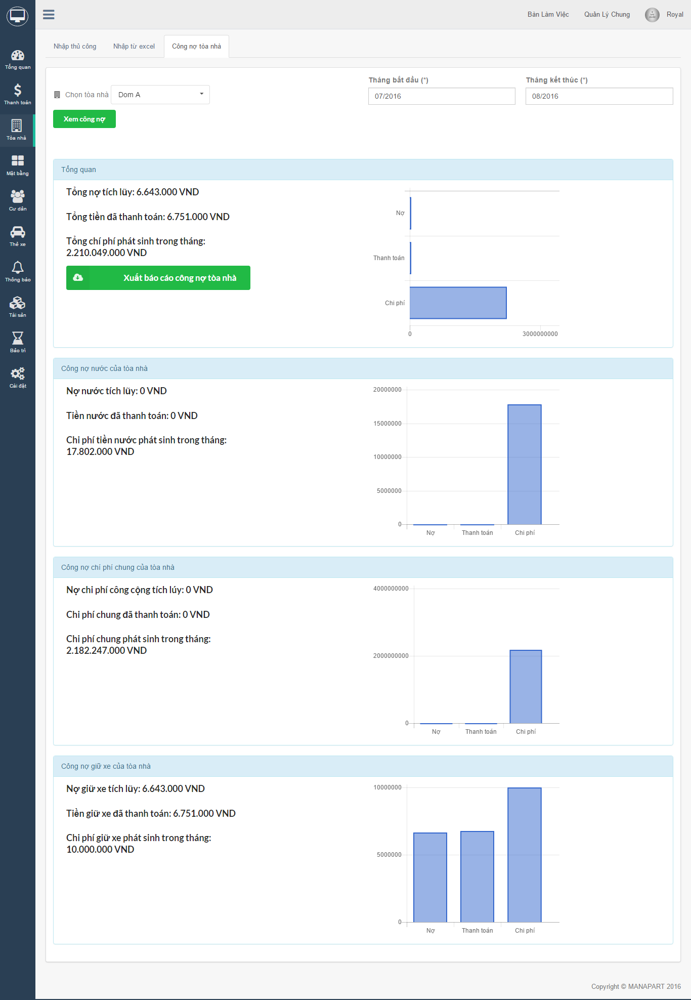 Bàn Làm Việc
Quản Lý Chung
Royal
Tổng quan
Thanh toán
Tòa nhà
Mặt bằng
Cư dân
Thẻ xe
Thông báo
Tài sản
Bảo trì
Cài đặt
Nhập thủ công
Nhập từ excel
Công nợ tòa nhà
Chọn tòa nhà
Dom A
Tháng bắt đầu (*)
07/2016
Tháng kết thúc (*)
08/2016
Xem công nợ
Tổng quan
Tổng nợ tích lũy: 6.643.000 VND
Tổng tiền đã thanh toán: 6.751.000 VND
Tổng chí phí phát sinh trong tháng:
2.210.049.000 VND
Xuất báo cáo công nợ tòa nhà
Nợ
Thanh toán
Chi phí
0
3000000000
Công nợ nước của tòa nhà
Nợ nước tích lũy: 0 VND
Tiền nước đã thanh toán: 0 VND
Chi phí tiền nước phát sinh trong tháng:
17.802.000 VND
20000000
15000000
10000000
5000000
0
Nợ
Thanh toán
Chi phí
Công nợ chí phí chung của tòa nhà
Nợ chi phí công cộng tích lúy: 0 VND
Chi phí chung đã thanh toán: 0 VND
Chi phí chung phát sinh trong tháng:
2.182.247.000 VND
4000000000
2000000000
0
Nợ
Thanh toán
Chi phí
Công nợ giữ xe của tòa nhà
Nợ giữ xe tích lũy: 6.643.000 VND
Tiền giữ xe đã thanh toán: 6.751.000 VND
Chi phí giữ xe phát sinh trong tháng:
10.000.000 VND
10000000
5000000
0
Nợ
Thanh toán
Chi phí
Copyright © MANAPART 2016